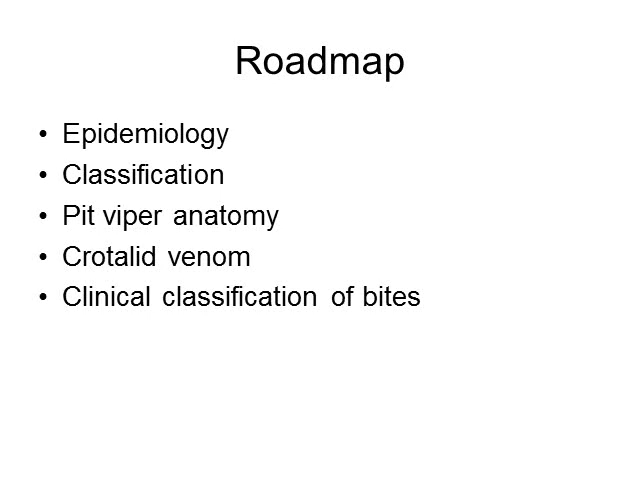 Roadmap
• Epidemiology
• Classification
• Pit viper anatomy
• Crotalid venom
• Clinical classification of bites